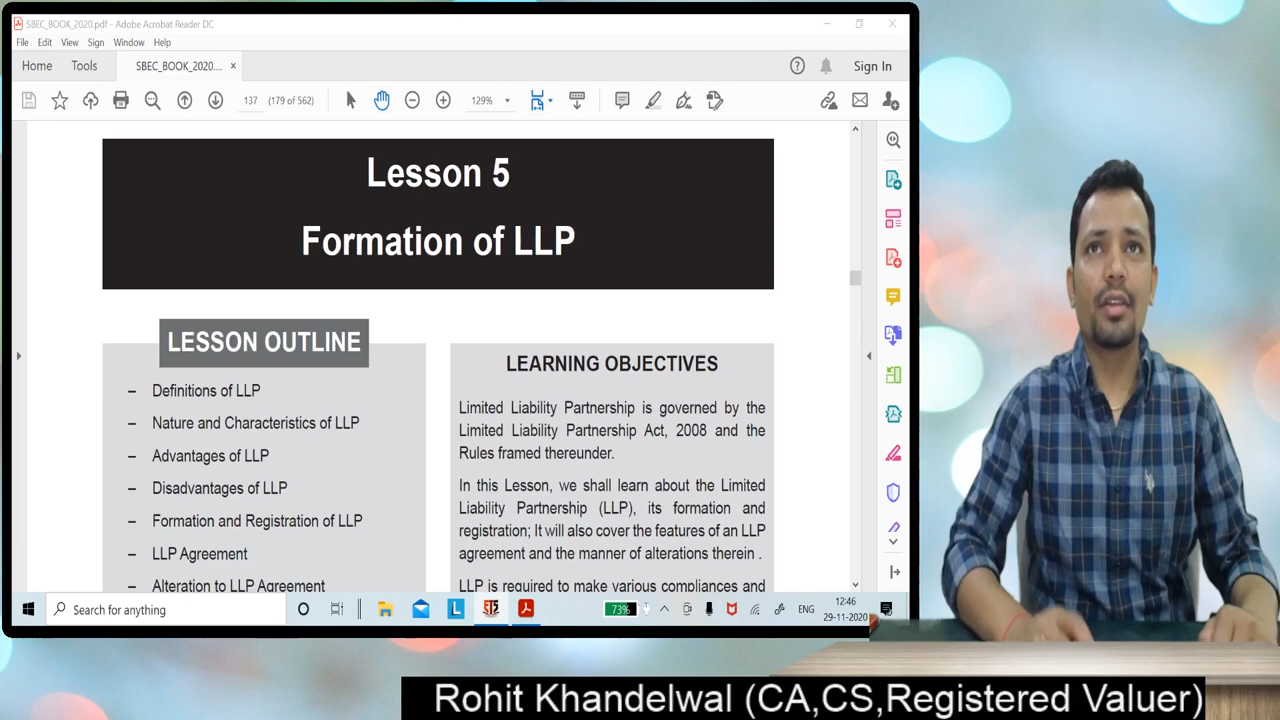 SBEC_BOOK_2020.pdf - Adobe Acrobat Reader DC
File Edit View Sign Window Help
Home Tools SBEC_BOOK_2020.... × Sign In
137 (179 of 562) 129%
Lesson 5
Formation of LLP
LESSON OUTLINE
– Definitions of LLP
– Nature and Characteristics of LLP
– Advantages of LLP
– Disadvantages of LLP
– Formation and Registration of LLP
– LLP Agreement
– Alteration to LLP Agreement
LEARNING OBJECTIVES
Limited Liability Partnership is governed by the
Limited Liability Partnership Act, 2008 and the
Rules framed thereunder.
In this Lesson, we shall learn about the Limited
Liability Partnership (LLP), its formation and
registration; It will also cover the features of an LLP
agreement and the manner of alterations therein .
LLP is required to make various compliances and
Search for anything
73%
ENG
12:46
29-11-2020
Rohit Khandelwal (CA,CS,Registered Valuer)